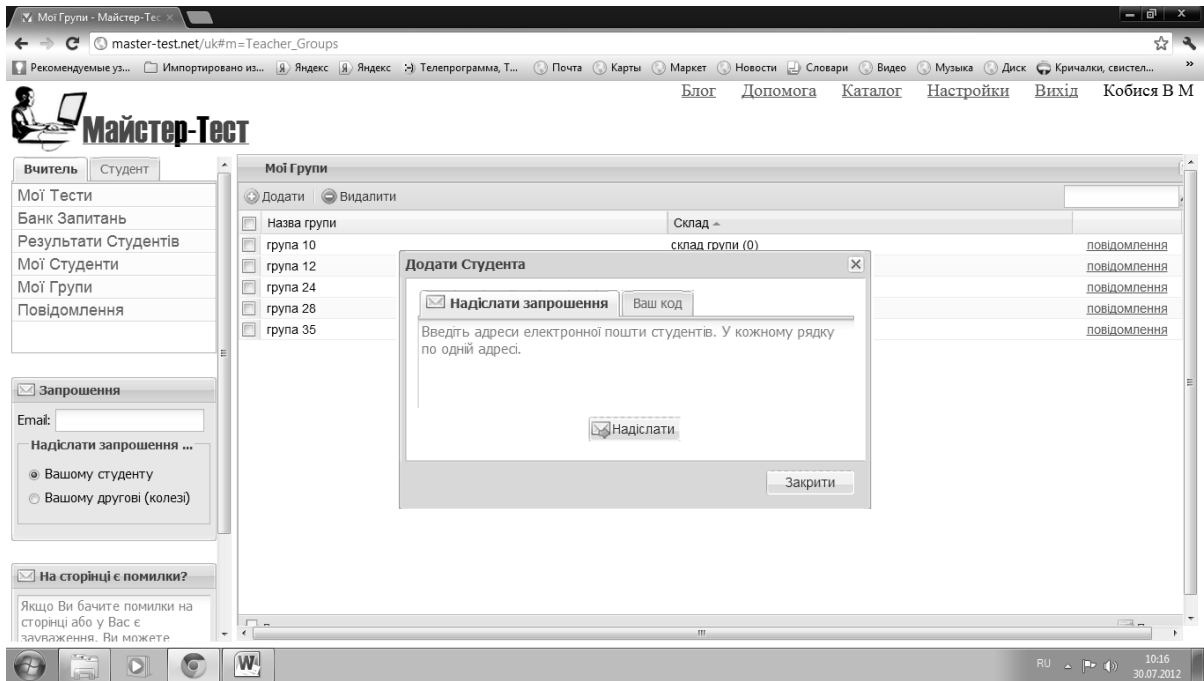 Мої Групи - Майстер-Тес
master-test.net/uk#m=Teacher_Groups
Рекомендуемые уз... Импортировано из... Яндекс Яндекс Телепрограмма, Т... Почта Карты Маркет Новости Словари Видео Музыка Диск Кричалки, свистел... »
Блог Допомога Каталог Настройки Вихід Кобися В М
Майстер-Тест
Вчитель Студент
Мої Тести
Банк Запитань
Результати Студентів
Мої Студенти
Мої Групи
Повідомлення
Запрошення
Email:
Надіслати запрошення ...
Вашому студенту
Вашому другові (колезі)
На сторінці є помилки?
Якщо Ви бачите помилки на
сторінці або у Вас є
зауваження, Ви можете
Мої Групи
Додати Видалити
Назва групи Склад
група 10 склад групи (0) повідомлення
група 12 повідомлення
група 24 повідомлення
група 28 повідомлення
група 35 повідомлення
Додати Студента
Надіслати запрошення Ваш код
Введіть адреси електронної пошти студентів. У кожному рядку
по одній адресі.
Надіслати
Закрити
RU 10:16
30.07.2012